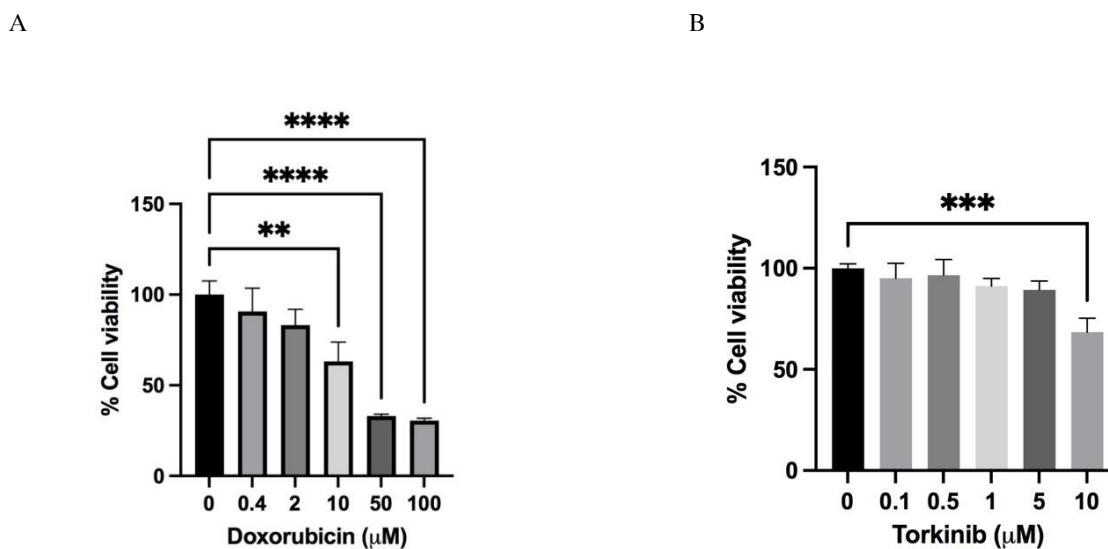 A
B
****
****
**
150
100
50
0
% Cell viability
0 0.4 2 10 50 100
Doxorubicin (μM)
***
150
100
50
0
% Cell viability
0 0.1 0.5 1 5 10
Torkinib (μM)